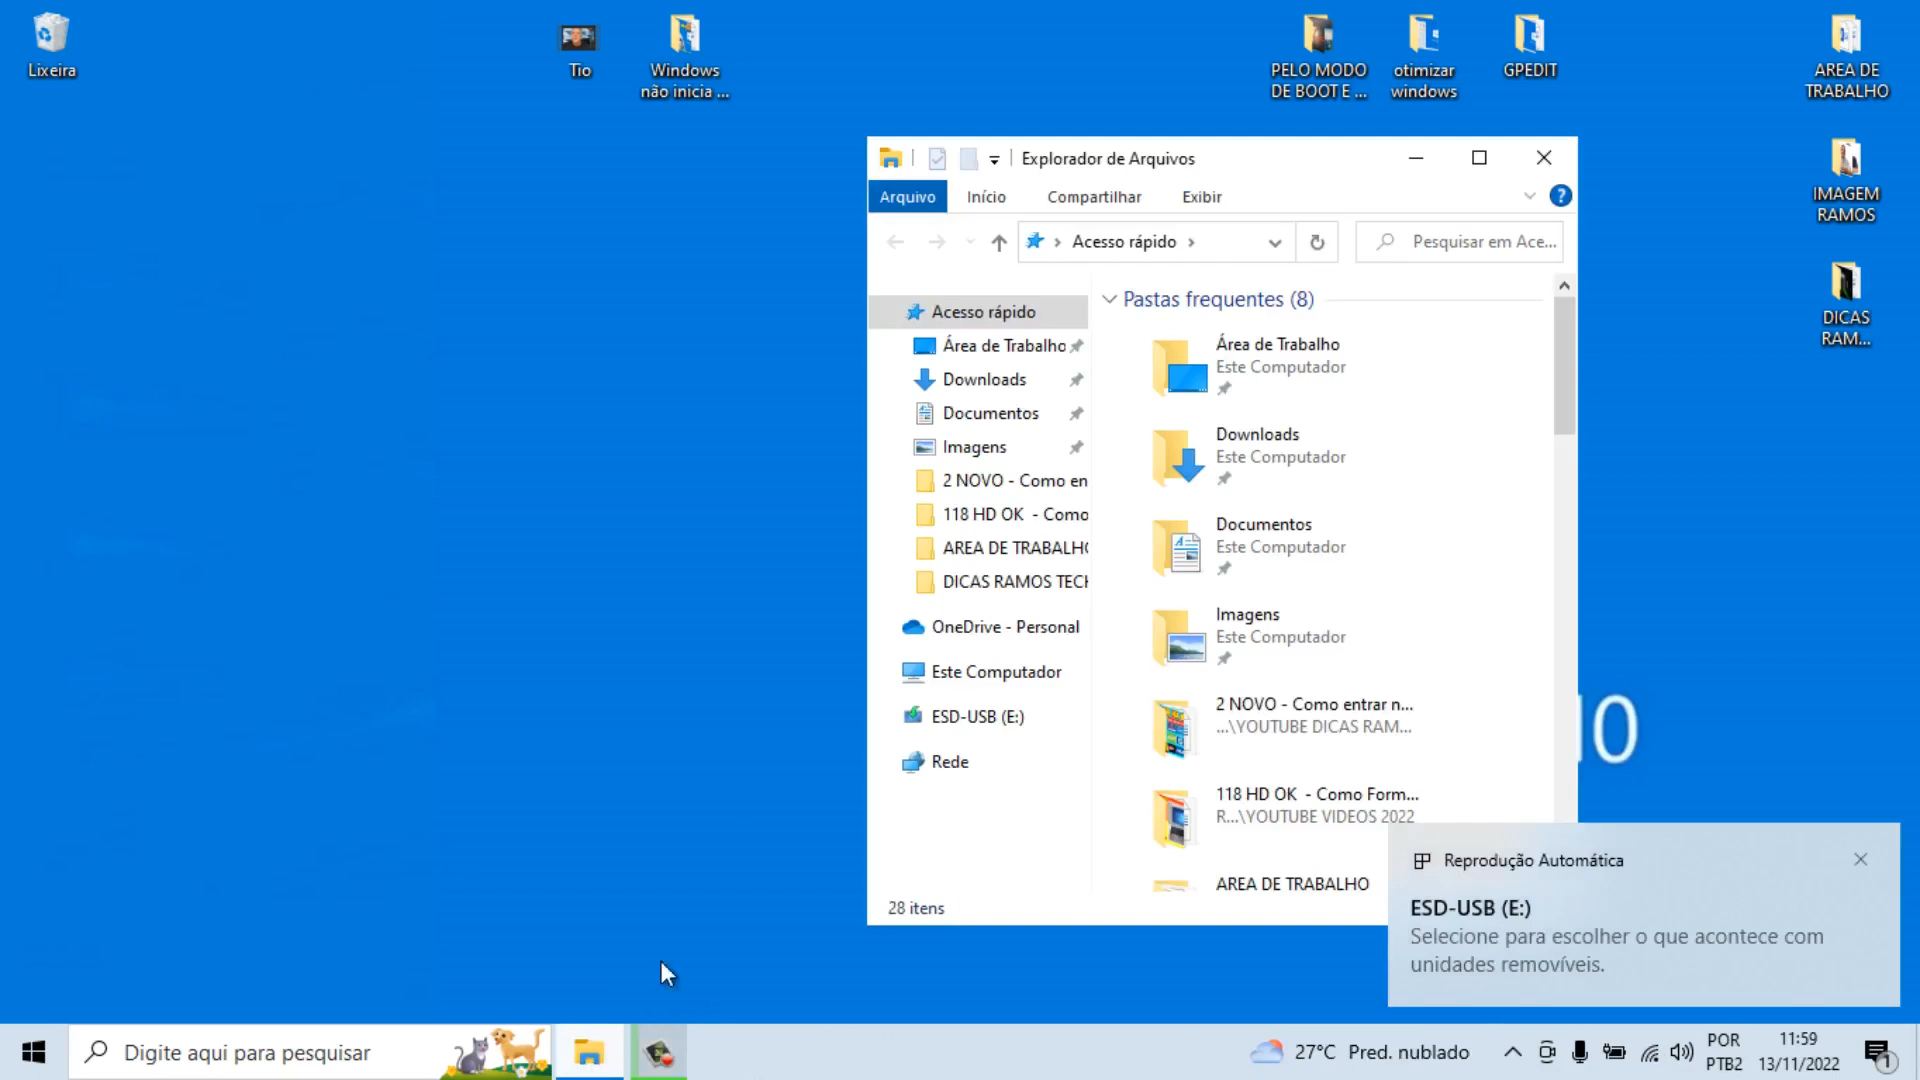 Lixeira
Tio
Windows
não inicia ...
PELO MODO
DE BOOT E ...
otimizar
windows
GPEDIT
AREA DE
TRABALHO
IMAGEM
RAMOS
DICAS
RAM...
Explorador de Arquivos
Arquivo
Início
Compartilhar
Exibir
Acesso rápido
Pesquisar em Ace...
Acesso rápido
Área de Trabalho
Downloads
Documentos
Imagens
2 NOVO - Como en
118 HD OK - Como
AREA DE TRABALHO
DICAS RAMOS TECH
OneDrive - Personal
Este Computador
ESD-USB (E:)
Rede
Pastas frequentes (8)
Área de Trabalho
Este Computador
Downloads
Este Computador
Documentos
Este Computador
Imagens
Este Computador
2 NOVO - Como entrar n...
...\YOUTUBE DICAS RAM...
118 HD OK - Como Form...
R...\YOUTUBE VIDEOS 2022
AREA DE TRABALHO
28 itens
10
Reprodução Automática
ESD-USB (E:)
Selecione para escolher o que acontece com
unidades removíveis.
Digite aqui para pesquisar
27°C Pred. nublado
POR
PTB2
11:59
13/11/2022
1